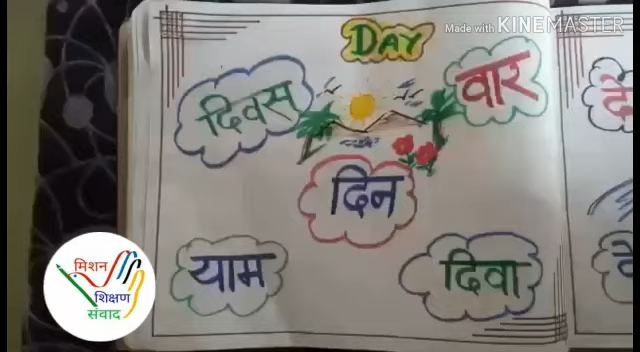 Made with KINEMASTER
DAY
दिवस
वार
दिन
याम
दिवा
मिशन
शिक्षण
संवाद